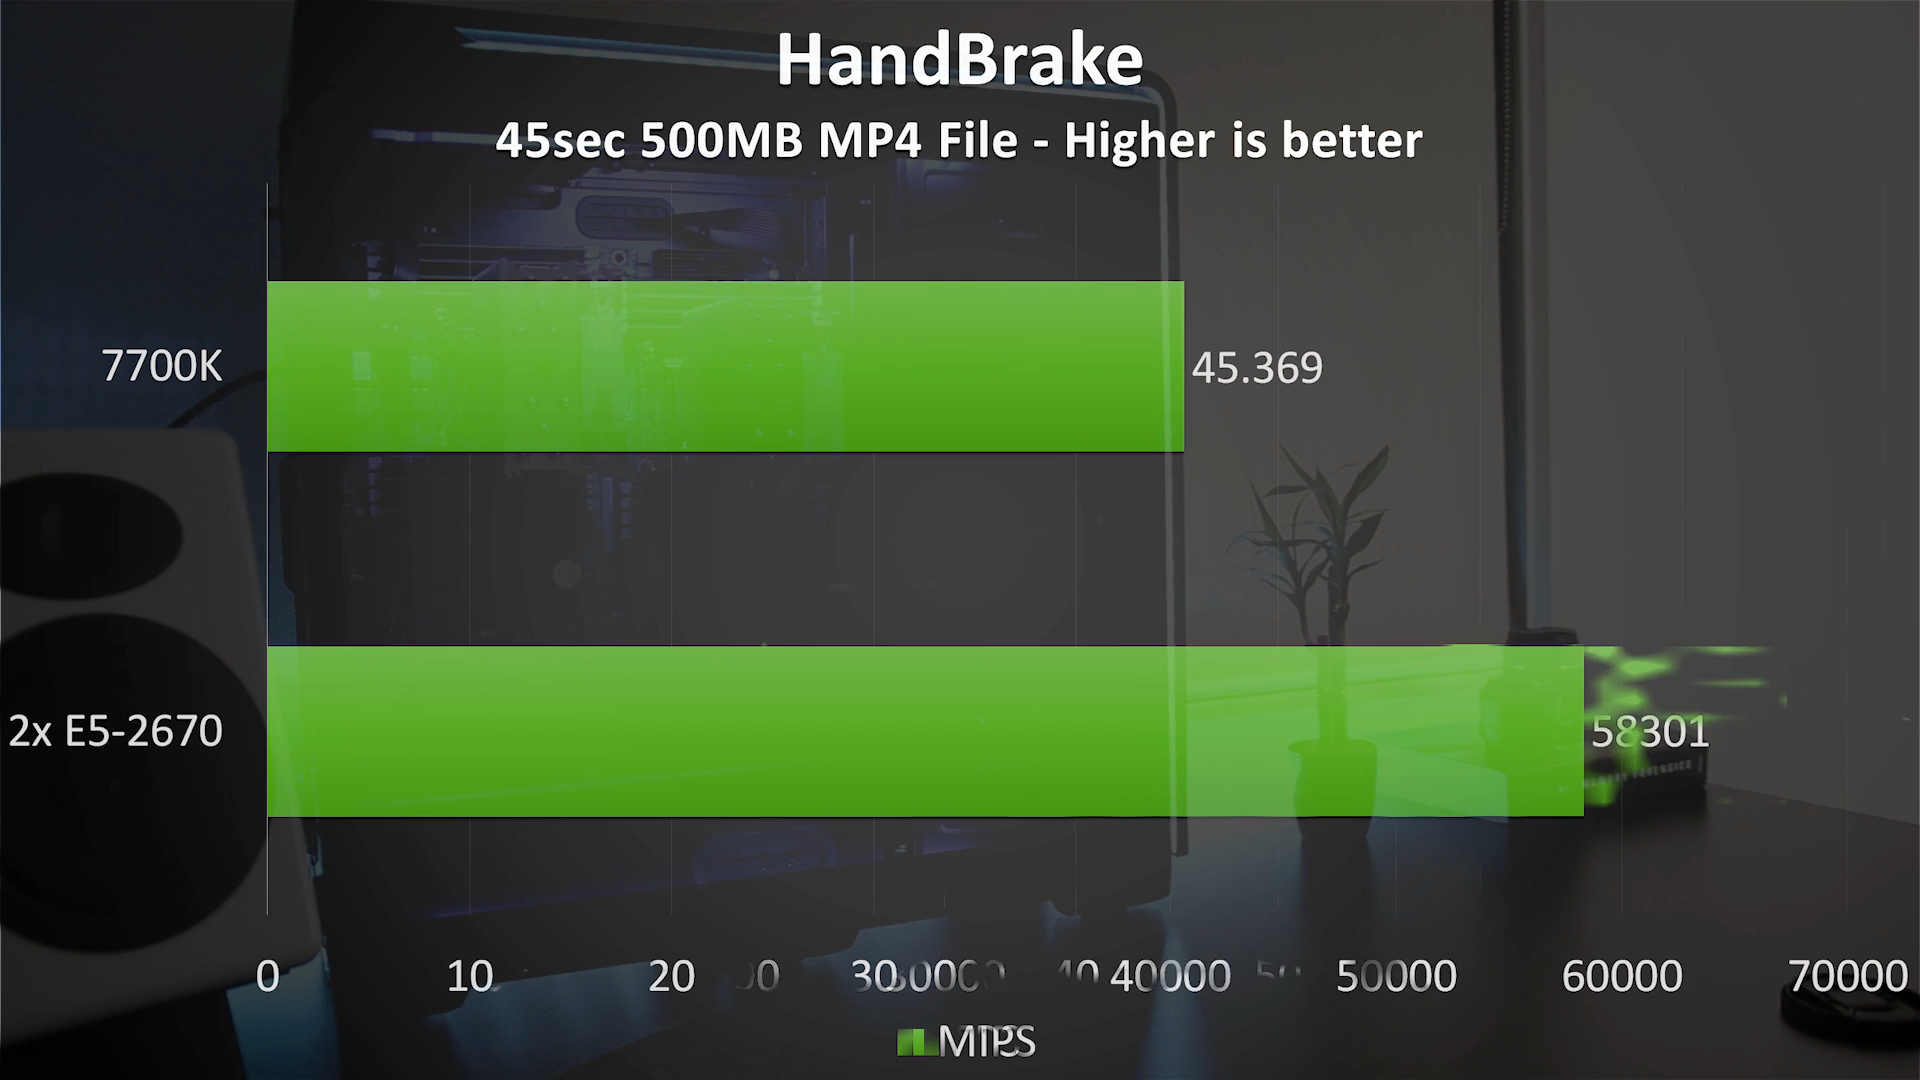 HandBrake
45sec 500MB MP4 File - Higher is better
7700K
45.369
2x E5-2670
58301
0 10 20 30 40000 50000 60000 70000